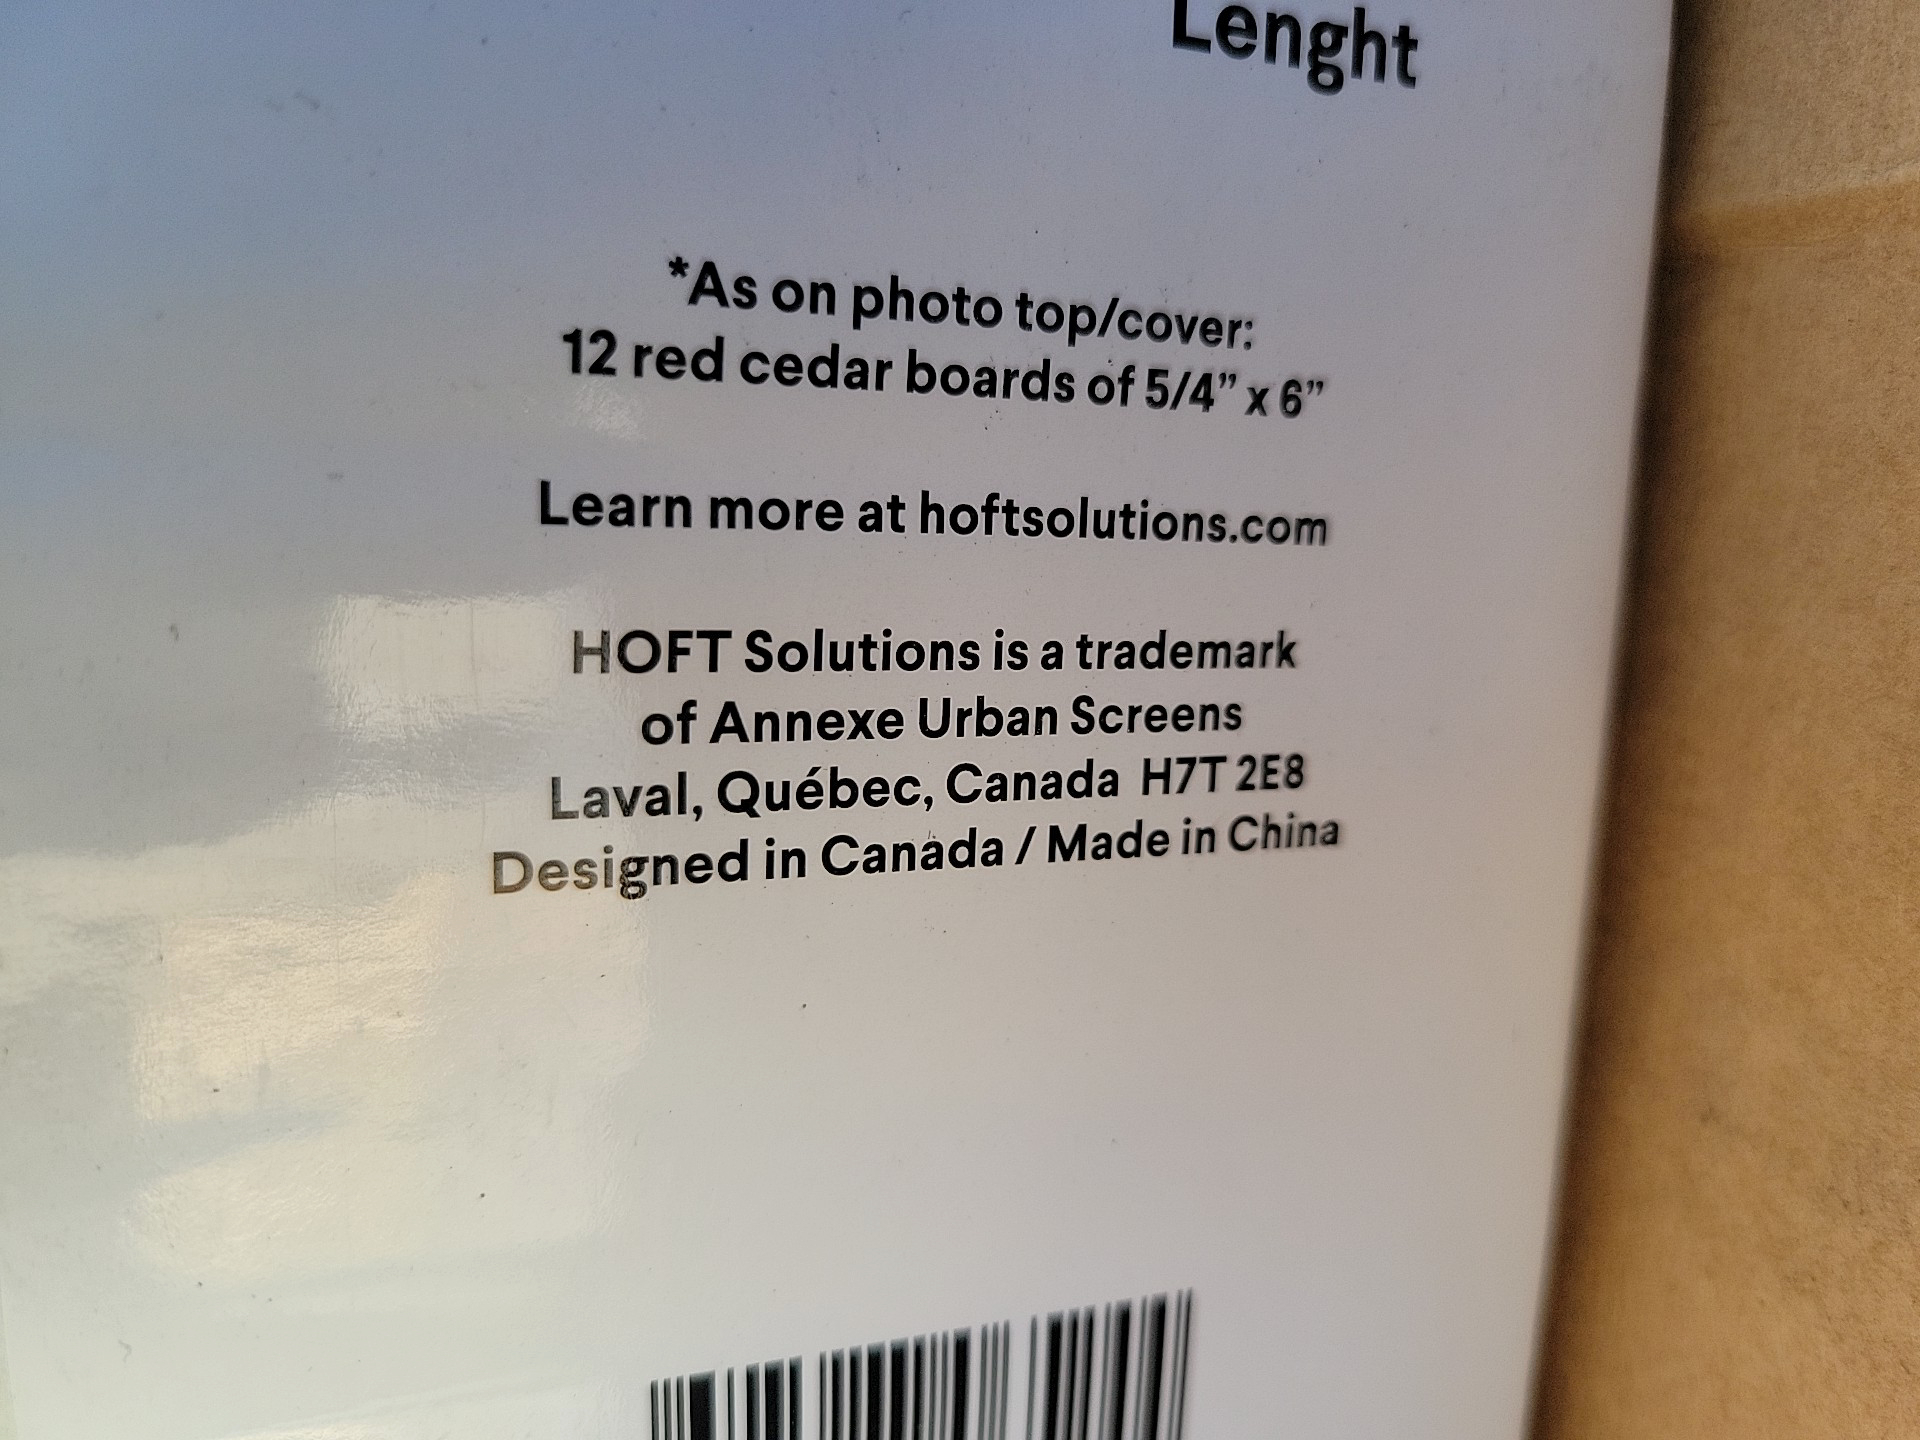 Lenght
*As on photo top/cover:
12 red cedar boards of 5/4” x 6”
Learn more at hoftsolutions.com
HOFT Solutions is a trademark
of Annexe Urban Screens
Laval, Québec, Canada H7T 2E8
Designed in Canada / Made in China